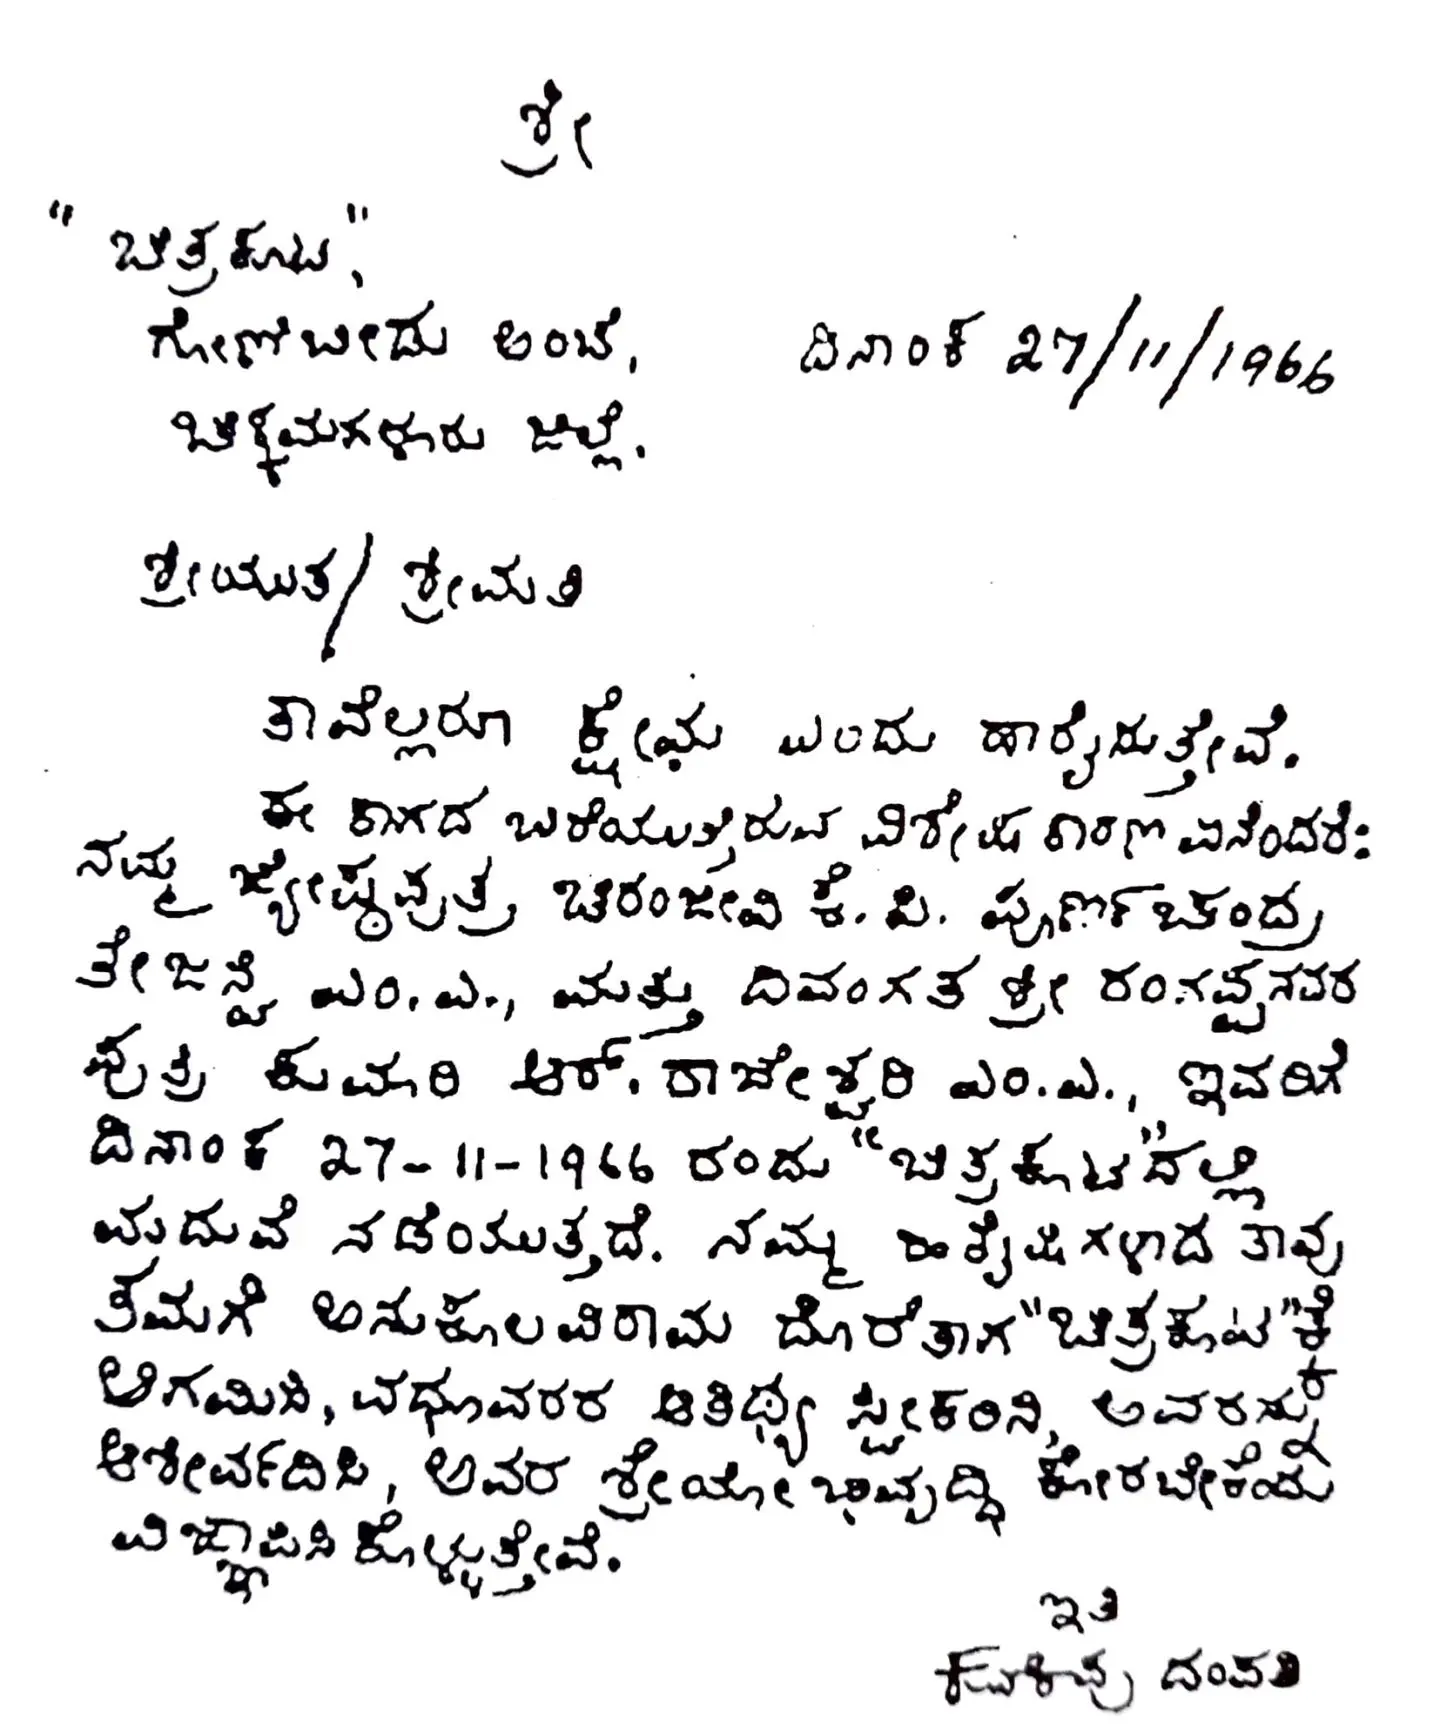 ಶ್ರೀ
"ಚಿತ್ರಕೂಟ",
ಗೋಣಿಬೀಡು ಅಂಚೆ,
ದಿನಾಂಕ 27/11/1966
ಚಿಕ್ಕಮಗಳೂರು ಜಿಲ್ಲೆ.
ಶ್ರೀಯುತ/ ಶ್ರೀಮತಿ
ತಾವೆಲ್ಲರೂ ಕ್ಷೇಮ ಎಂದು ಹಾರೈಸುತ್ತೇವೆ.
ಈ ಕಾಗದ ಬರೆಯುತ್ತಿರುವ ವಿಶೇಷ ಕಾರಣ ಏನೆಂದರೆ:
ನಮ್ಮ ಜ್ಯೇಷ್ಠಪುತ್ರ ಚಿರಂಜೀವಿ ಕೆ. ಪಿ. ಪೂರ್ಣಚಂದ್ರ
ತೇಜಸ್ವಿ ಎಂ.ಎ., ಮತ್ತು ದಿವಂಗತ ಶ್ರೀ ರಂಗಪ್ಪನವರ
ಪುತ್ರಿ ಕುಮಾರಿ ಆರ್. ರಾಜೇಶ್ವರಿ ಎಂ.ಎ., ಇವರಿಗೆ
ದಿನಾಂಕ 27-11-1966 ರಂದು "ಚಿತ್ರಕೂಟ"ದಲ್ಲಿ
ಮದುವೆ ನಡೆಯುತ್ತದೆ. ನಮ್ಮ ಹಿತೈಷಿಗಳಾದ ತಾವು
ತಮಗೆ ಅನುಕೂಲವಿರಾಮ ದೊರೆತಾಗ "ಚಿತ್ರಕೂಟ"ಕ್ಕೆ
ಆಗಮಿಸಿ, ವಧೂವರರ ಆತಿಥ್ಯ ಸ್ವೀಕರಿಸಿ, ಅವರನ್ನು
ಆಶೀರ್ವದಿಸಿ, ಅವರ ಶ್ರೇಯೋಭಿವೃದ್ಧಿ ಕೋರಬೇಕೆಂದು
ವಿಜ್ಞಾಪಿಸಿಕೊಳ್ಳುತ್ತೇವೆ.
ಇತಿ
ಕುವೆಂಪು ದಂಪತಿ